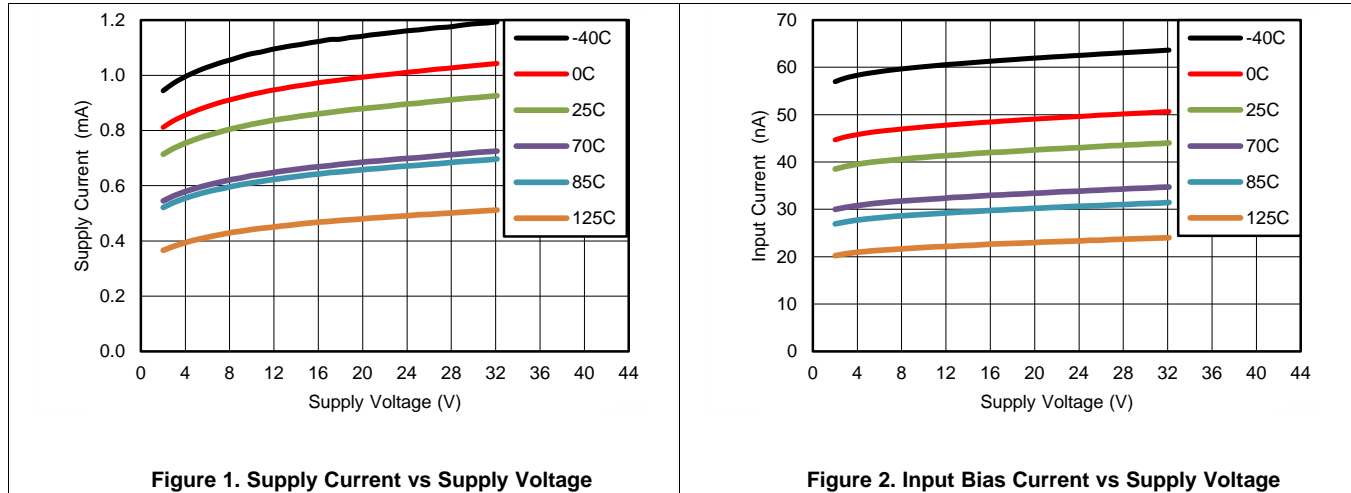 1.2
1.0
0.8
0.6
0.4
0.2
0.0
Supply Current (mA)
0 4 8 12 16 20 24 28 32 36 40 44
Supply Voltage (V)
-40C
0C
25C
70C
85C
125C
Figure 1. Supply Current vs Supply Voltage
70
60
50
40
30
20
10
0
Input Current (nA)
0 4 8 12 16 20 24 28 32 36 40 44
Supply Voltage (V)
-40C
0C
25C
70C
85C
125C
Figure 2. Input Bias Current vs Supply Voltage